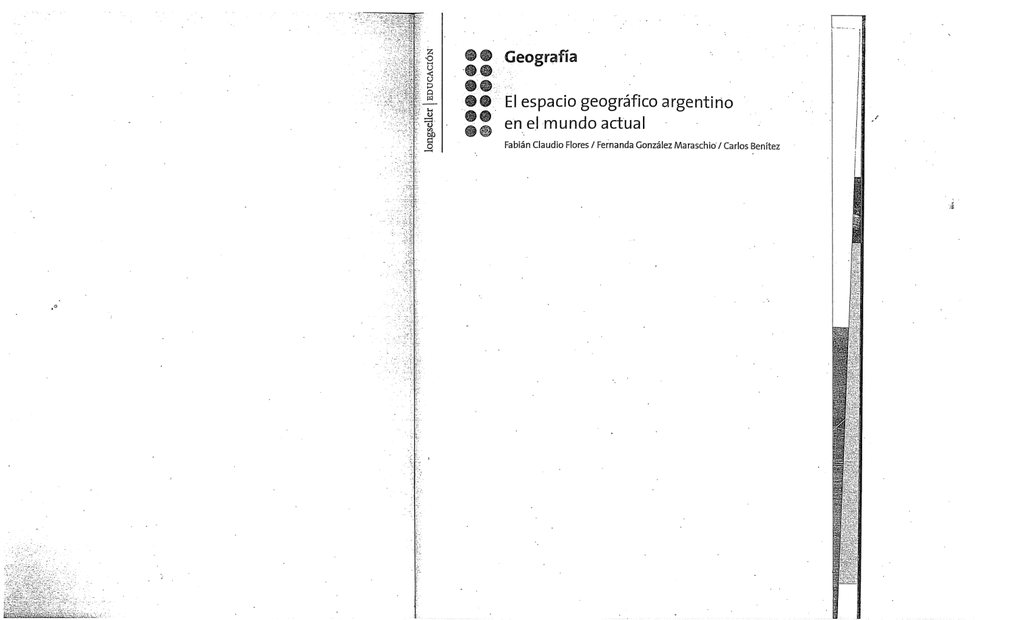 longseller | EDUCACIÓN
Geografía
El espacio geográfico argentino
en el mundo actual
Fabián Claudio Flores / Fernanda González Maraschio / Carlos Benítez